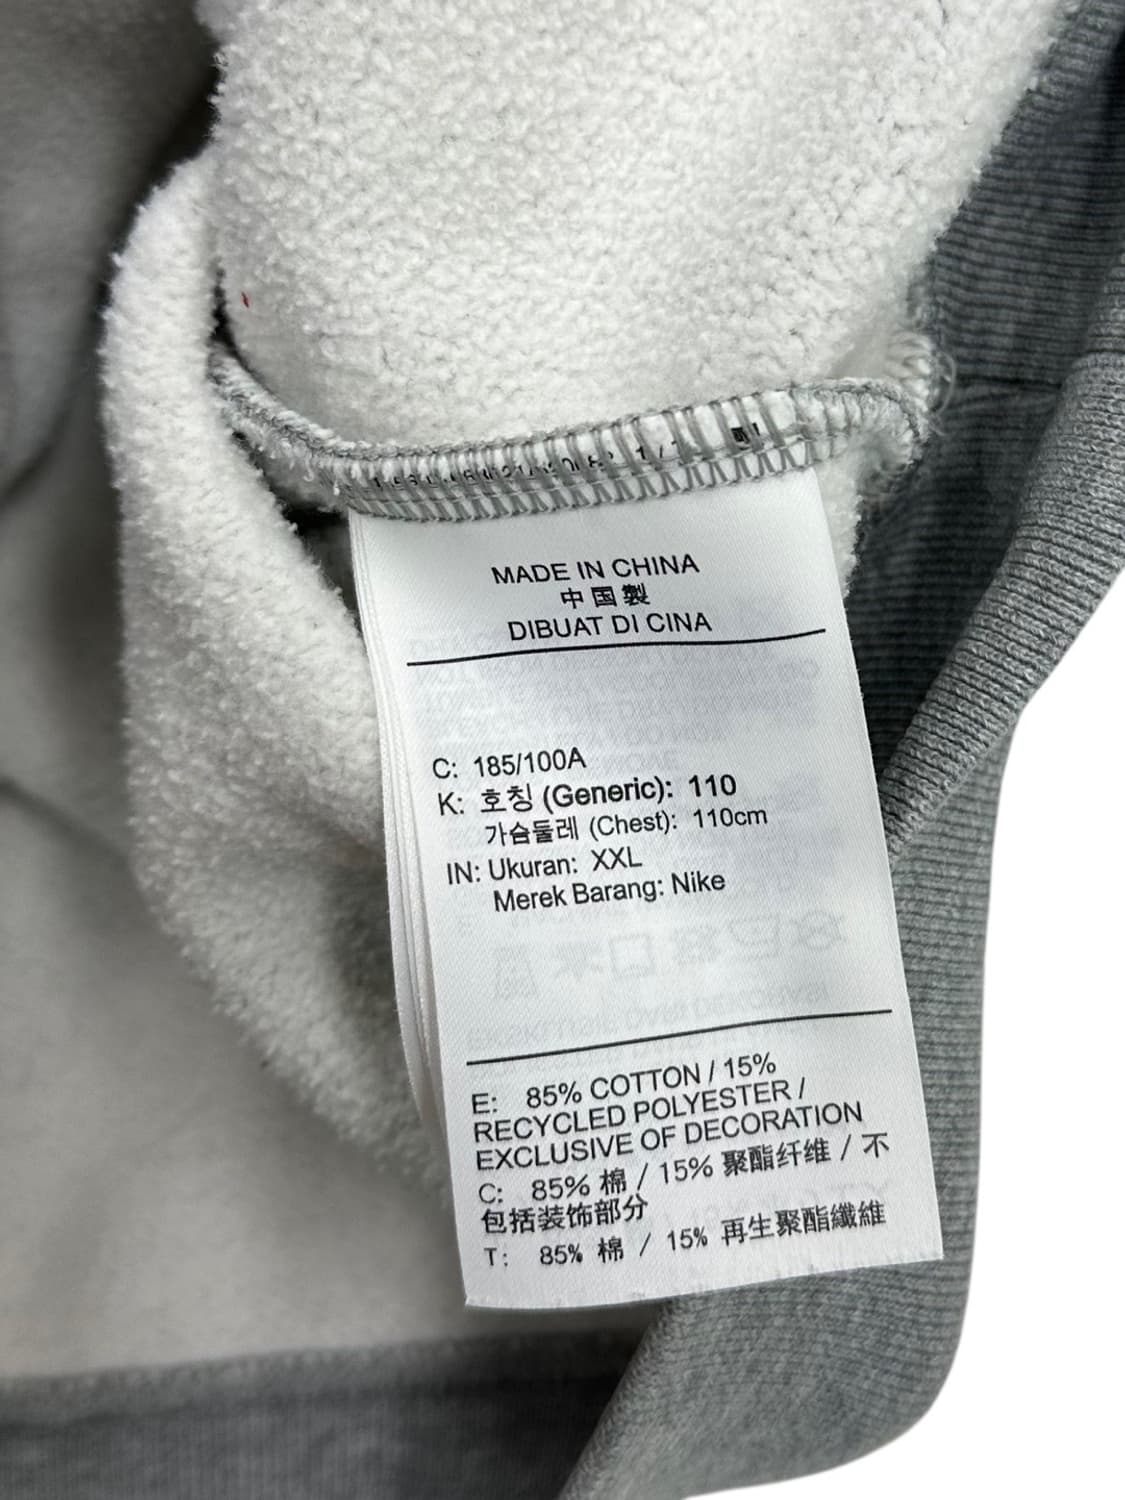 MADE IN CHINA
中国製
DIBUAT DI CINA
C: 185/100A
K: 호칭 (Generic): 110
가슴둘레 (Chest): 110cm
IN: Ukuran: XXL
Merek Barang: Nike
E: 85% COTTON / 15%
RECYCLED POLYESTER /
EXCLUSIVE OF DECORATION
C: 85% 棉 / 15% 聚酯纤维 / 不
包括装饰部分
T: 85% 棉 / 15% 再生聚酯纖維